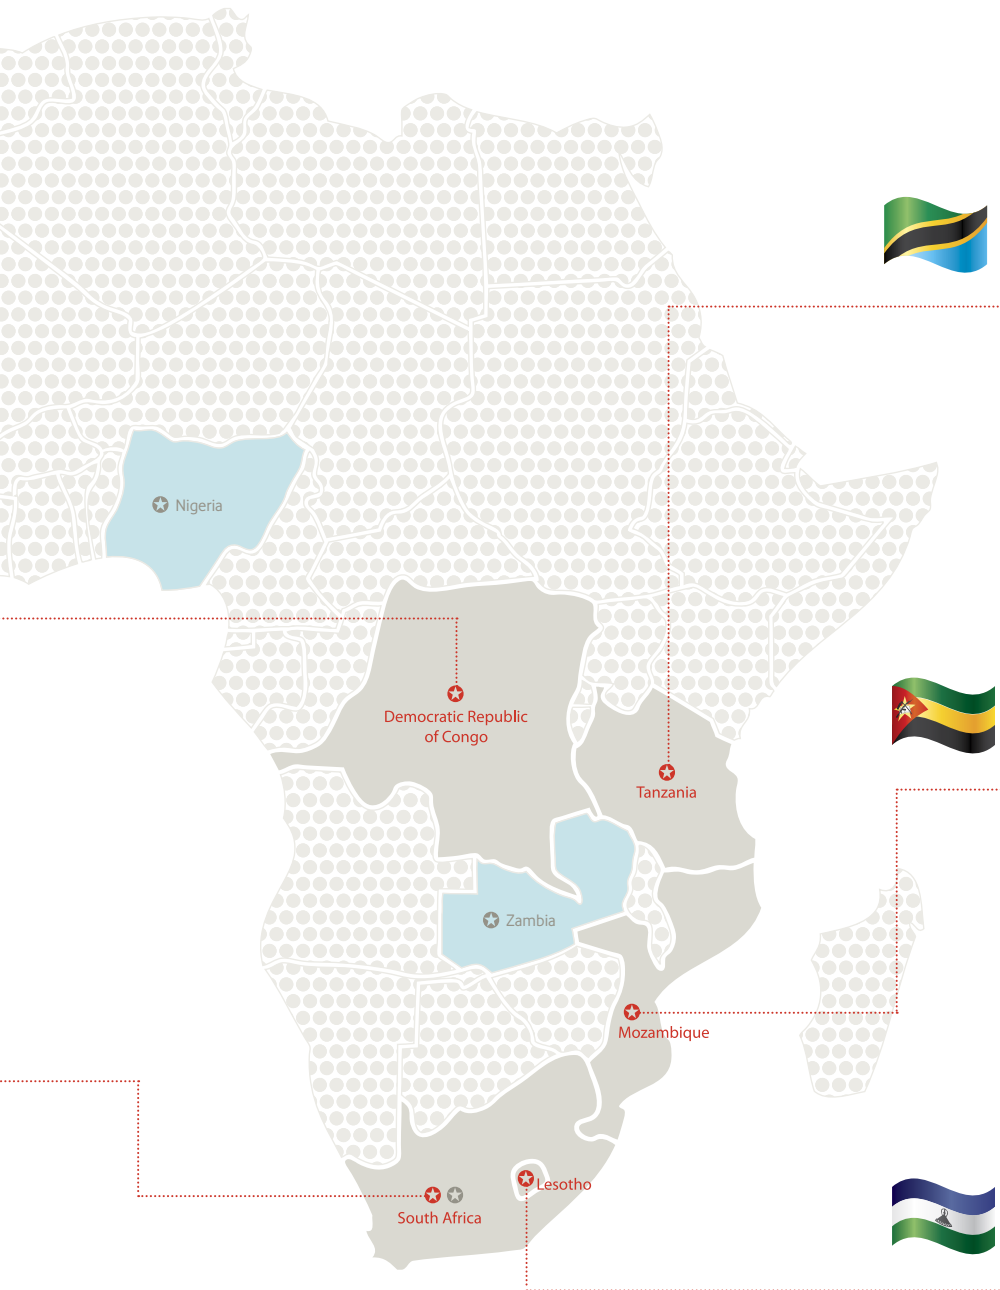 Nigeria
Democratic Republic
of Congo
Tanzania
Zambia
Mozambique
Lesotho
South Africa